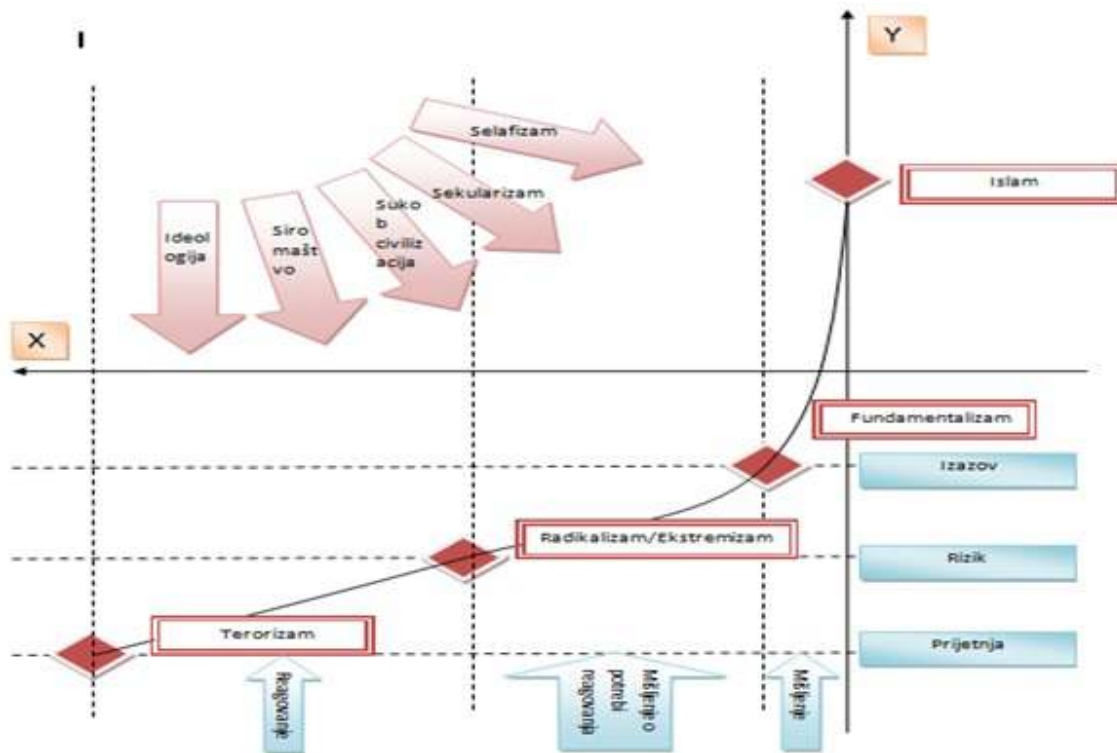 I
Y
Selafizam
Islam
Sekularizam
Suko
b
civiliz
acija
Siro
mašt
vo
Ideol
ogija
X
Fundamentalizam
Izazov
Radikalizam/Ekstremizam
Rizik
Terorizam
Prijetnja
Reagovanje
Mišljenje o
potrebi
reagovanja
Mišljenje